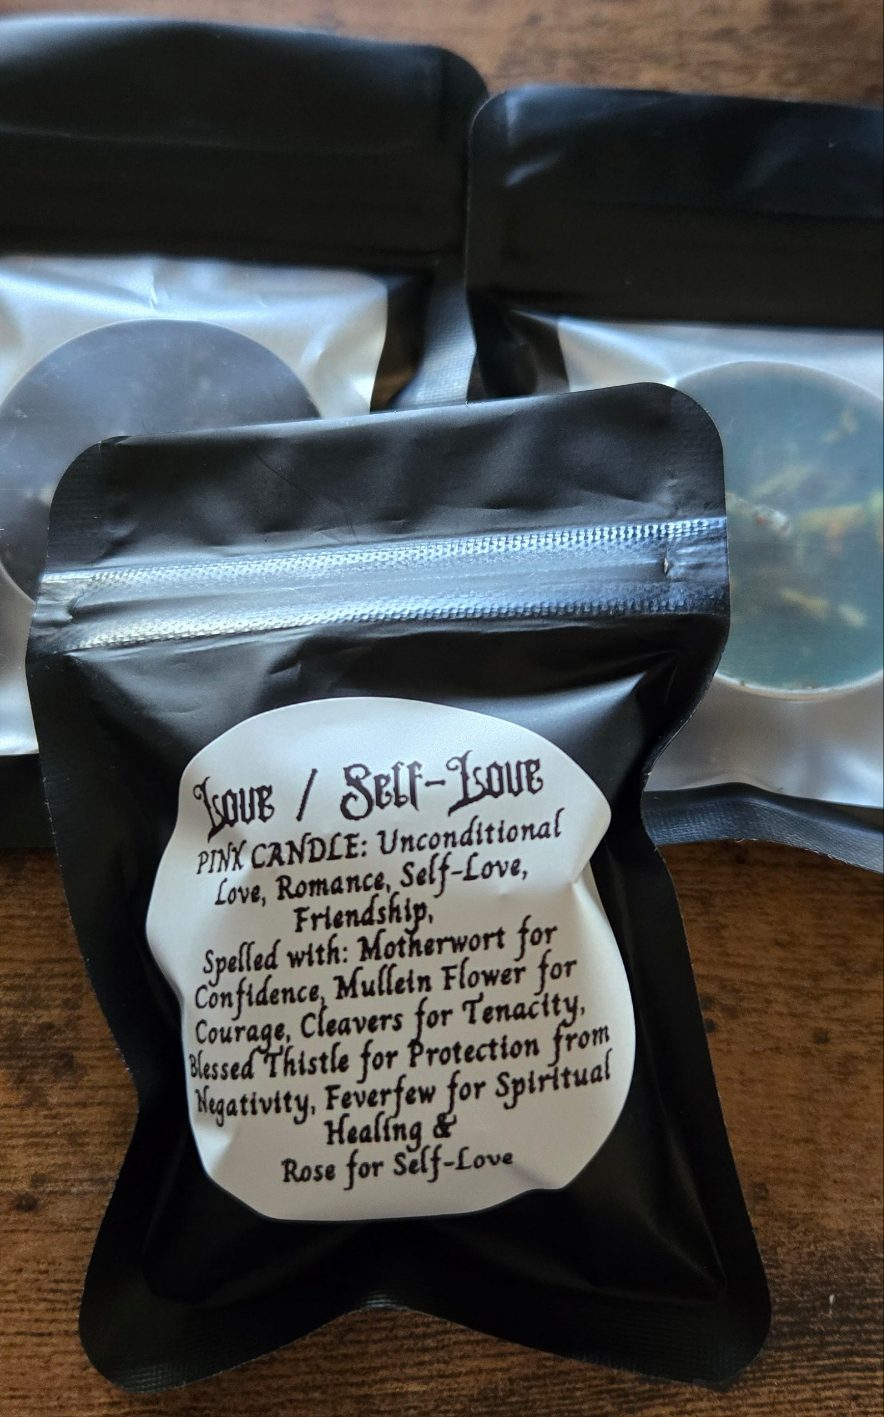 Love / Self-Love
PINK CANDLE: Unconditional
Love, Romance, Self-Love,
Friendship,
Spelled with: Motherwort for
Confidence, Mullein Flower for
Courage, Cleavers for Tenacity,
Blessed Thistle for Protection from
Negativity, Feverfew for Spiritual
Healing &
Rose for Self-Love